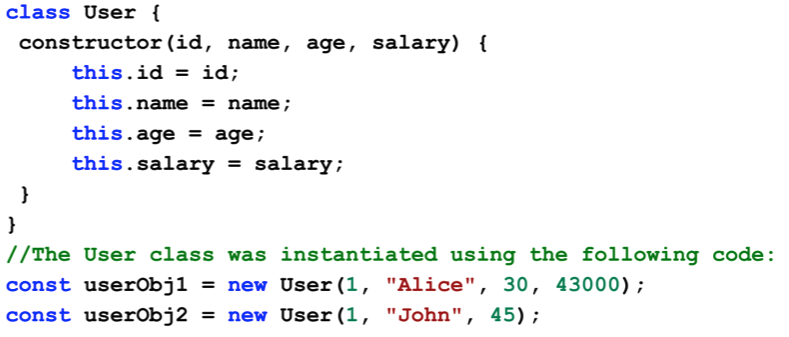 class User {
 constructor(id, name, age, salary) {
     this.id = id;
     this.name = name;
     this.age = age;
     this.salary = salary;
 }
}
//The User class was instantiated using the following code:
const userObj1 = new User(1, "Alice", 30, 43000);
const userObj2 = new User(1, "John", 45);